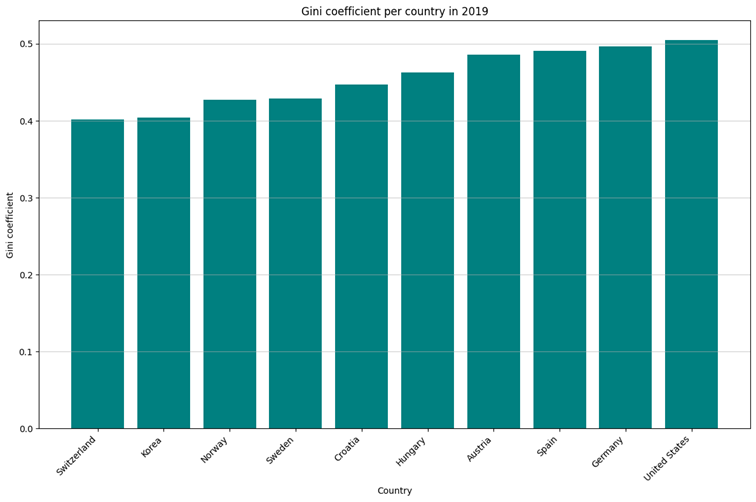 Gini coefficient per country in 2019
Gini coefficient
0.5
0.4
0.3
0.2
0.1
0.0
Switzerland
Korea
Norway
Sweden
Croatia
Hungary
Austria
Spain
Germany
United States
Country